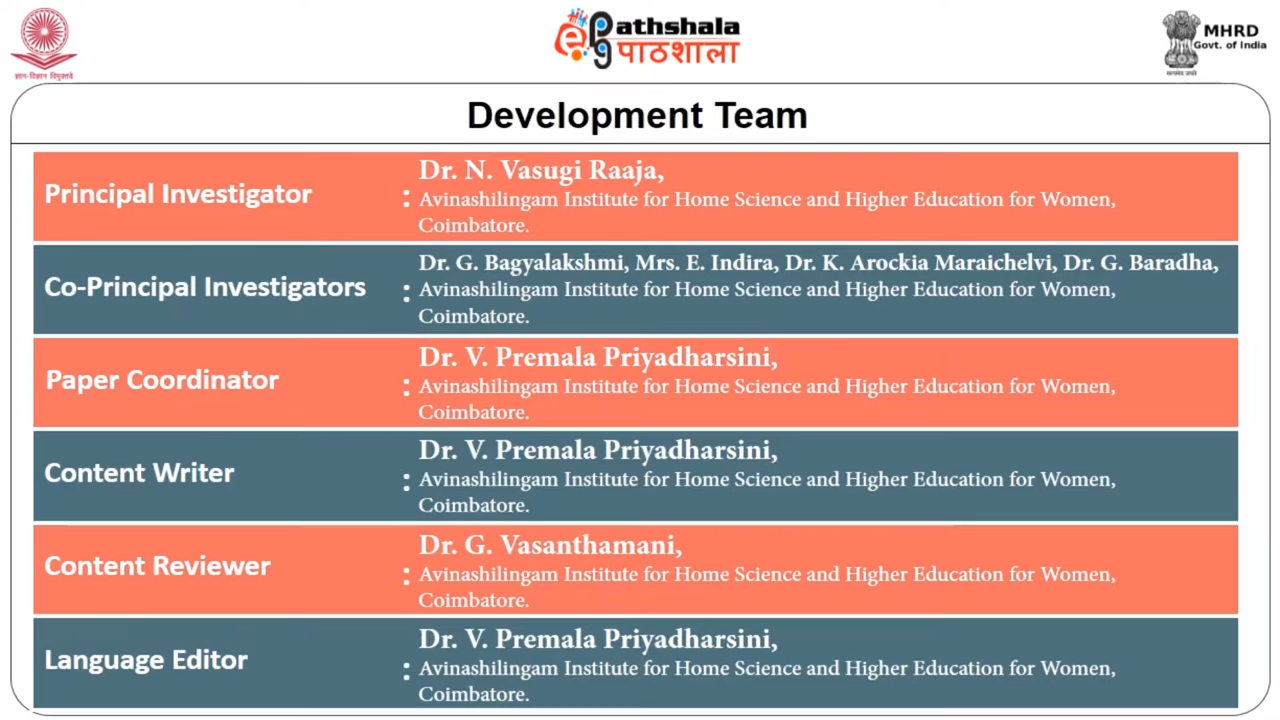 ज्ञान-विज्ञान विमुक्तये
ePathshala
पाठशाला
सत्यमेव जयते
MHRD
Govt. of India
Development Team
Principal Investigator
:
Dr. N. Vasugi Raaja,
Avinashilingam Institute for Home Science and Higher Education for Women,
Coimbatore.
Co-Principal Investigators
:
Dr. G. Bagyalakshmi, Mrs. E. Indira, Dr. K. Arockia Maraichelvi, Dr. G. Baradha,
Avinashilingam Institute for Home Science and Higher Education for Women,
Coimbatore.
Paper Coordinator
:
Dr. V. Premala Priyadharsini,
Avinashilingam Institute for Home Science and Higher Education for Women,
Coimbatore.
Content Writer
:
Dr. V. Premala Priyadharsini,
Avinashilingam Institute for Home Science and Higher Education for Women,
Coimbatore.
Content Reviewer
:
Dr. G. Vasanthamani,
Avinashilingam Institute for Home Science and Higher Education for Women,
Coimbatore.
Language Editor
:
Dr. V. Premala Priyadharsini,
Avinashilingam Institute for Home Science and Higher Education for Women,
Coimbatore.